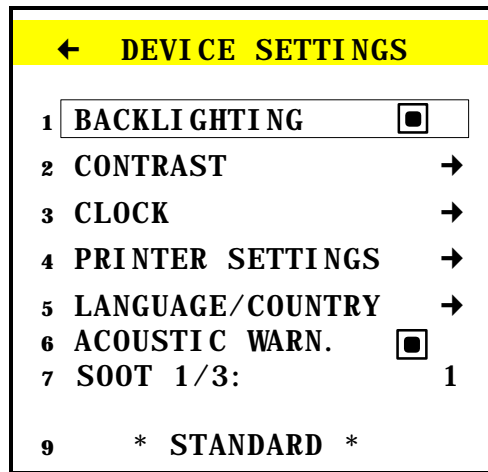 ← DEVICE SETTINGS
1 BACKLIGHTING
2 CONTRAST →
3 CLOCK →
4 PRINTER SETTINGS →
5 LANGUAGE/COUNTRY →
6 ACOUSTIC WARN.
7 SOOT 1/3: 1
9 * STANDARD *